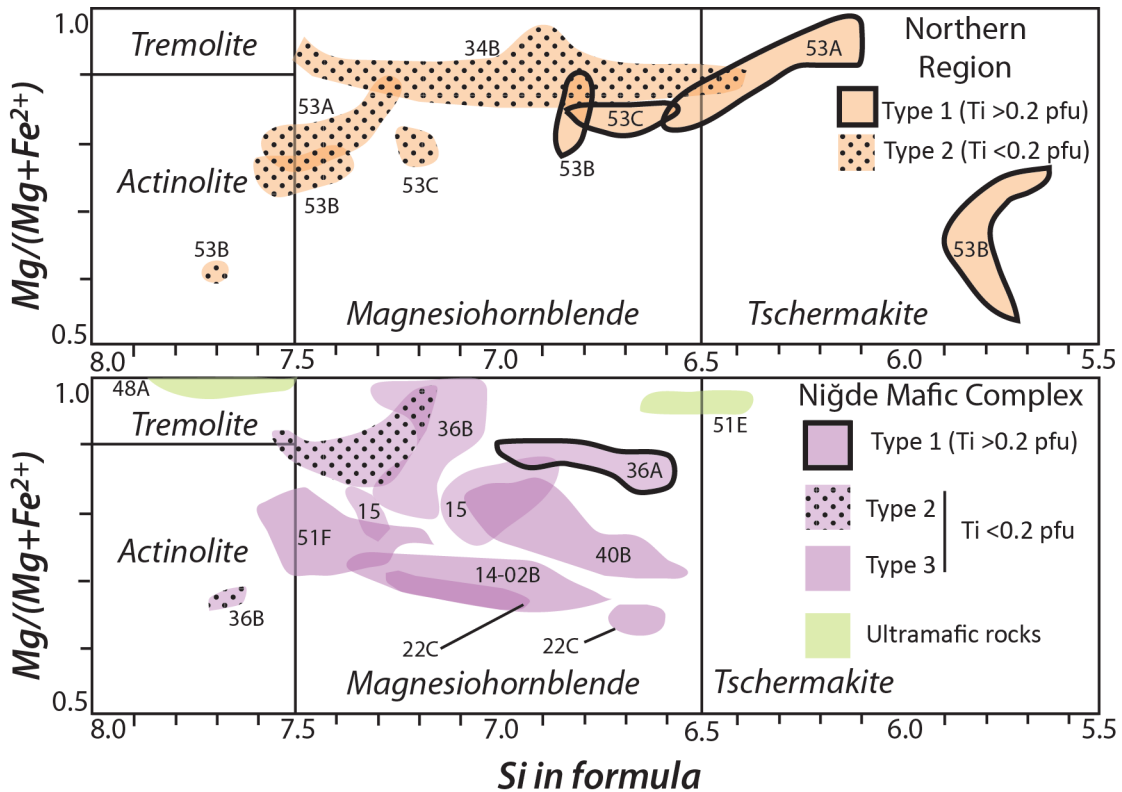 1.0
Tremolite
34B
53A
Northern
Region
Type 1 (Ti >0.2 pfu)
Type 2 (Ti <0.2 pfu)
53A
53C
53B
53C
Actinolite
53B
53B
53B
Mg/(Mg+Fe²⁺)
Magnesiohornblende
Tschermakite
0.5
8.0
7.5
7.0
6.5
6.0
5.5
1.0
48A
Tremolite
36B
51E
Niğde Mafic Complex
Type 1 (Ti >0.2 pfu)
36A
15
15
Type 2
Ti <0.2 pfu
Type 3
51F
Actinolite
40B
14-02B
36B
22C
22C
Ultramafic rocks
Mg/(Mg+Fe²⁺)
Magnesiohornblende
Tschermakite
0.5
8.0
7.5
7.0
6.5
6.0
5.5
Si in formula